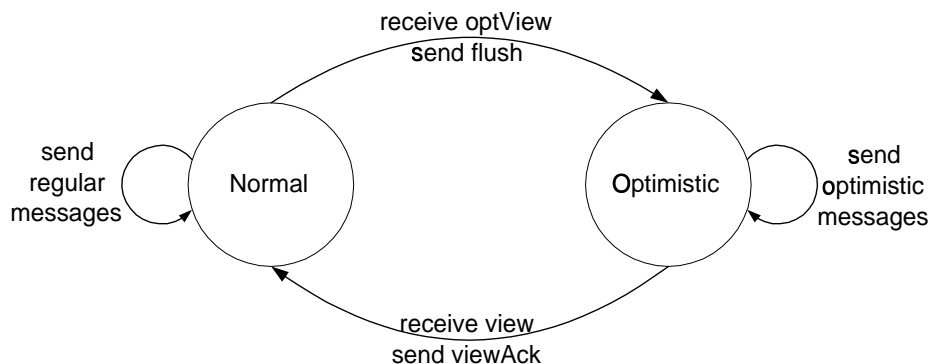 receive optView
send flush
send
regular
messages
Normal
Optimistic
send
optimistic
messages
receive view
send viewAck